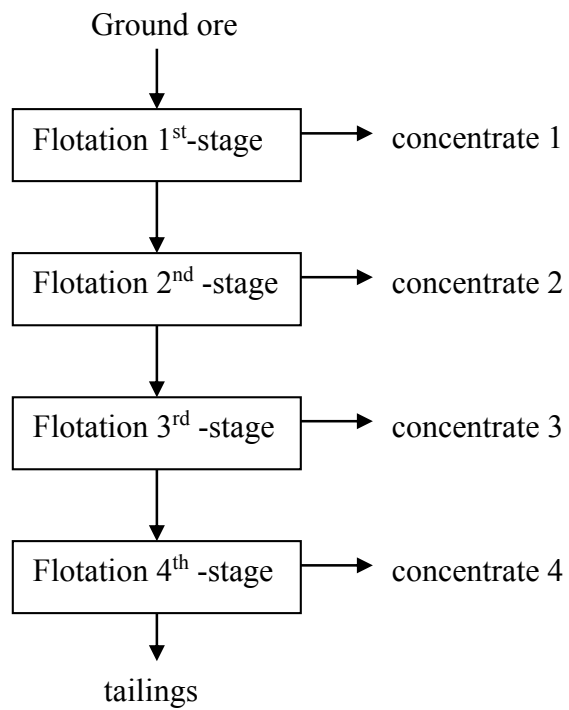 Ground ore
Flotation 1st-stage
concentrate 1
Flotation 2nd -stage
concentrate 2
Flotation 3rd -stage
concentrate 3
Flotation 4th -stage
concentrate 4
tailings